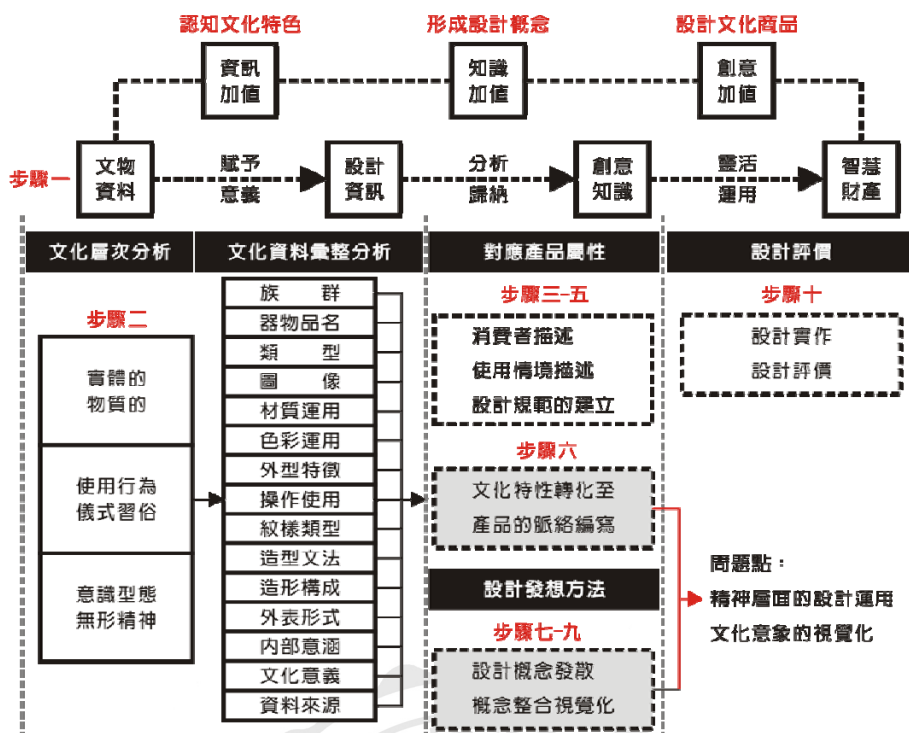 認知文化特色
形成設計概念
設計文化商品
資訊
加值
知識
加值
創意
加值
步驟一
文物
資料
賦予
意義
設計
資訊
分析
歸納
創意
知識
靈活
運用
智慧
財產
文化層次分析
文化資料彙整分析
對應產品屬性
設計評價
步驟二
實體的
物質的
使用行為
儀式習俗
意識型態
無形精神
族 群
器物品名
類 型
圖 像
材質運用
色彩運用
外型特徵
操作使用
紋樣類型
造型文法
造形構成
外表形式
內部意涵
文化意義
資料來源
步驟三-五
消費者描述
使用情境描述
設計規範的建立
步驟六
文化特性轉化至
產品的脈絡編寫
設計發想方法
步驟七-九
設計概念發散
概念整合視覺化
步驟十
設計實作
設計評價
問題點：
精神層面的設計運用
文化意象的視覺化